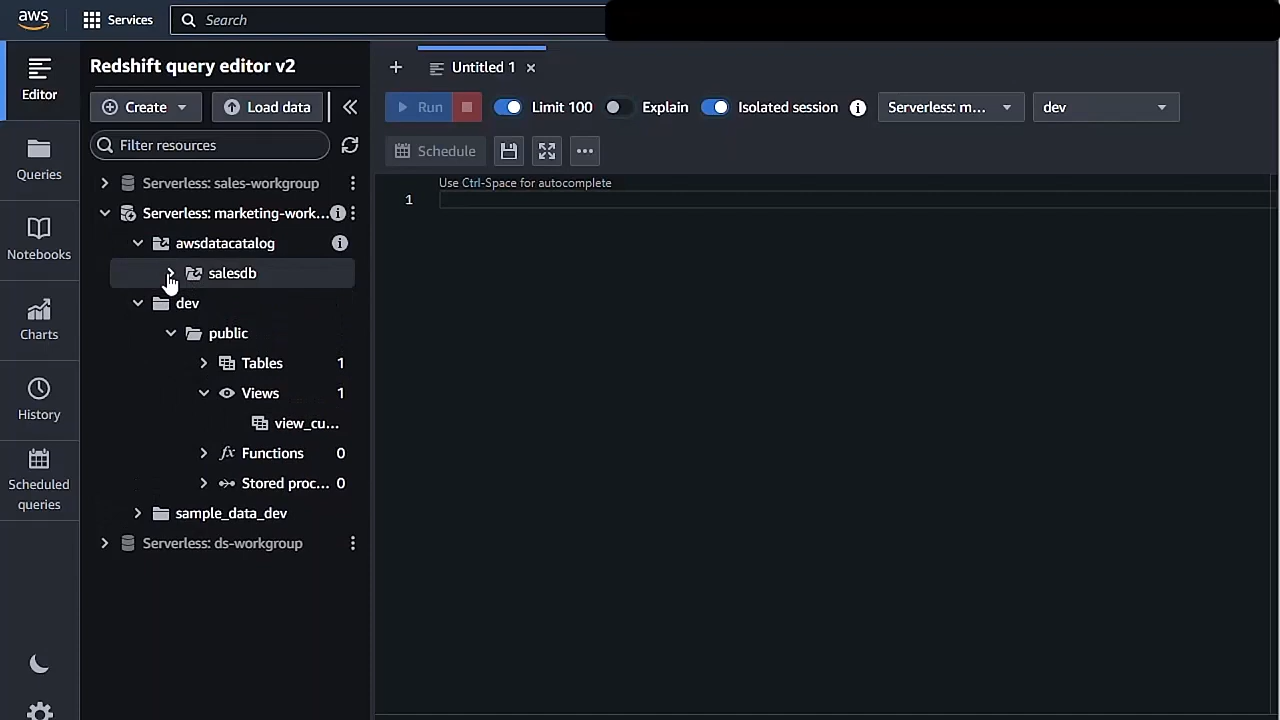 aws
Services
Search
Editor
Queries
Notebooks
Charts
History
Scheduled
queries
Redshift query editor v2
Create
Load data
Filter resources
Serverless: sales-workgroup
Serverless: marketing-work...
awsdatacatalog
salesdb
dev
public
Tables 1
Views 1
view_cu...
fx Functions 0
Stored proc... 0
sample_data_dev
Serverless: ds-workgroup
Untitled 1
Run
Limit 100
Explain
Isolated session
Serverless: m...
dev
Schedule
Use Ctrl-Space for autocomplete
1